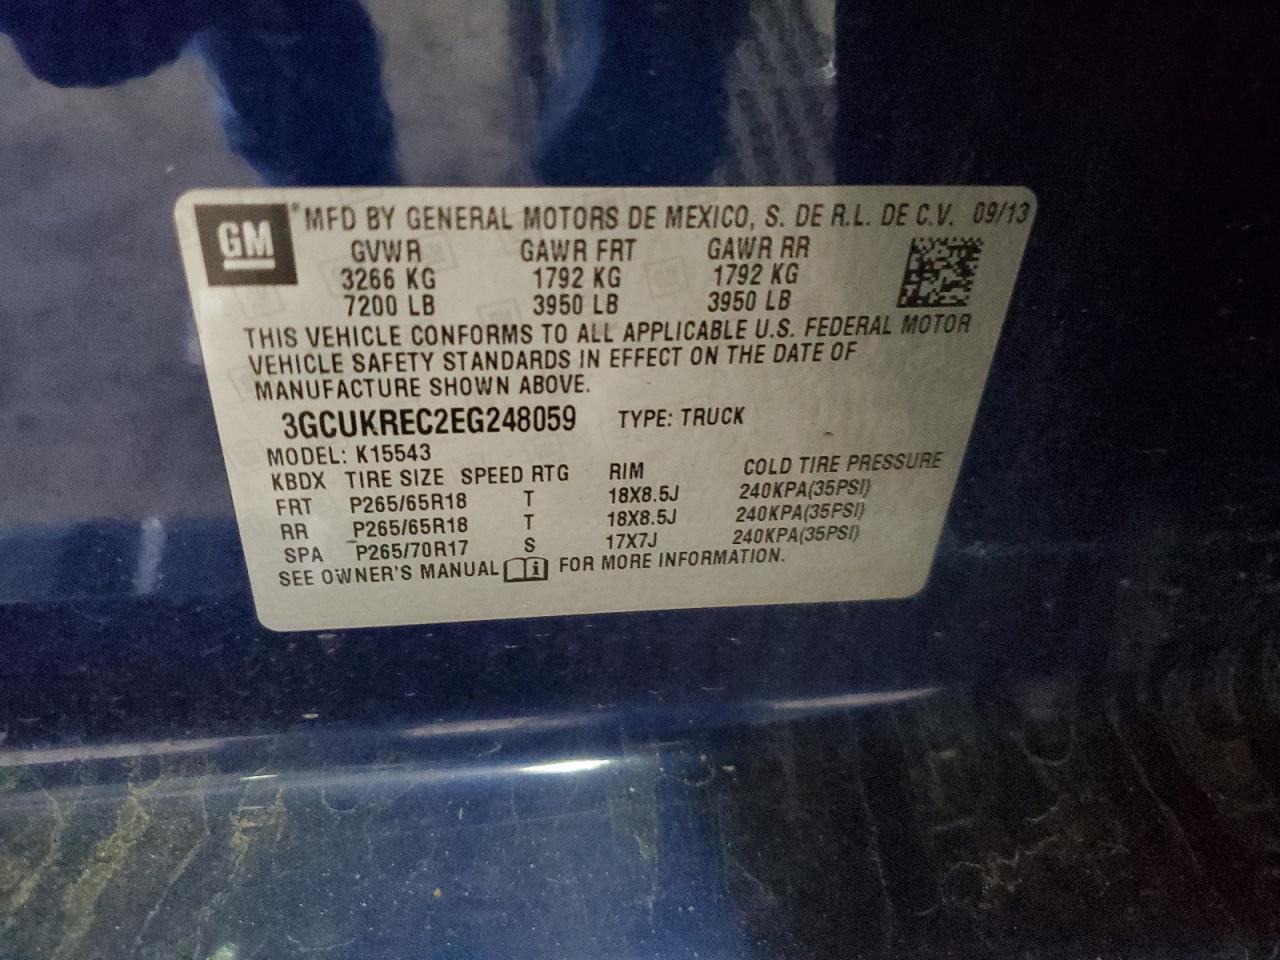 GM ® MFD BY GENERAL MOTORS DE MEXICO, S. DE R.L. DE C.V. 09/13
GVWR GAWR FRT GAWR RR
3266 KG 1792 KG 1792 KG
7200 LB 3950 LB 3950 LB
THIS VEHICLE CONFORMS TO ALL APPLICABLE U.S. FEDERAL MOTOR
VEHICLE SAFETY STANDARDS IN EFFECT ON THE DATE OF
MANUFACTURE SHOWN ABOVE.
3GCUKREC2EG248059 TYPE: TRUCK
MODEL: K15543
KBDX TIRE SIZE SPEED RTG RIM COLD TIRE PRESSURE
FRT P265/65R18 T 18X8.5J 240KPA(35PSI)
RR P265/65R18 T 18X8.5J 240KPA(35PSI)
SPA P265/70R17 S 17X7J 240KPA(35PSI)
SEE OWNER'S MANUAL i FOR MORE INFORMATION.